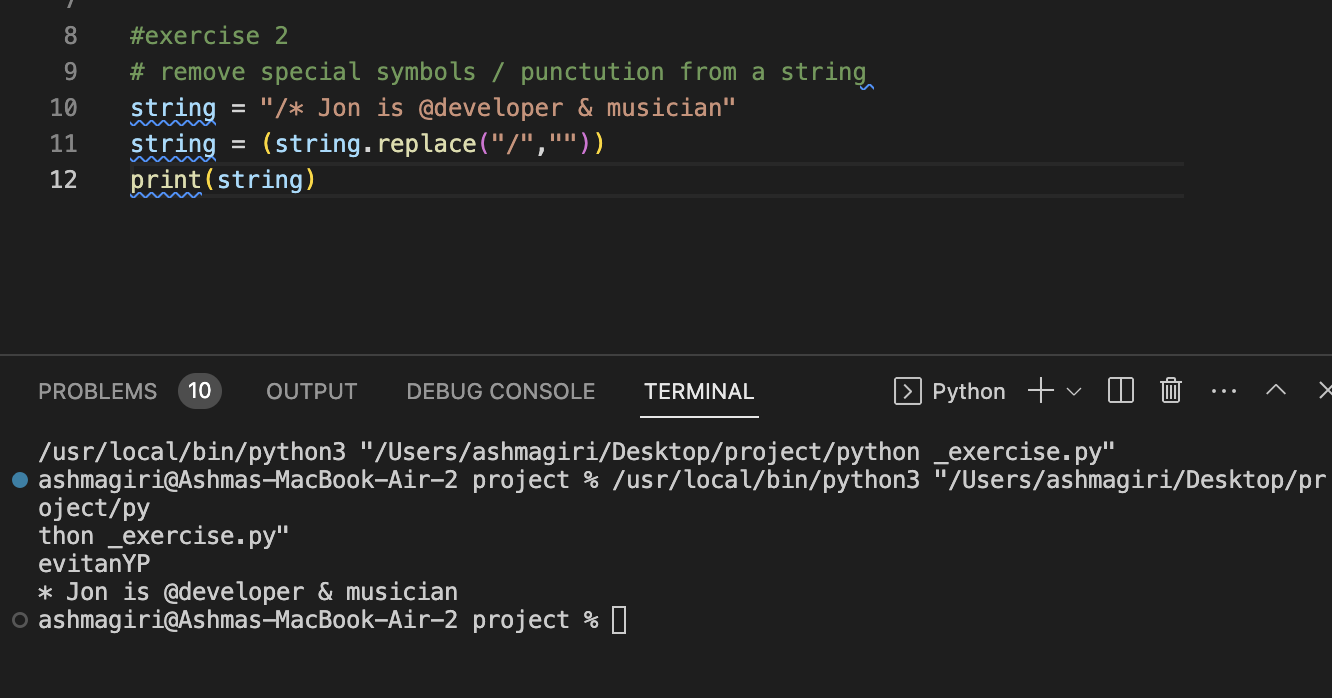 8 #exercise 2
9 # remove special symbols / punctution from a string
10 string = "/* Jon is @developer & musician"
11 string = (string.replace("/",""))
12 print(string)
PROBLEMS 10 OUTPUT DEBUG CONSOLE TERMINAL Python
/usr/local/bin/python3 "/Users/ashmagiri/Desktop/project/python _exercise.py"
ashmagiri@Ashmas-MacBook-Air-2 project % /usr/local/bin/python3 "/Users/ashmagiri/Desktop/pr
oject/py
thon _exercise.py"
evitanYP
* Jon is @developer & musician
ashmagiri@Ashmas-MacBook-Air-2 project %